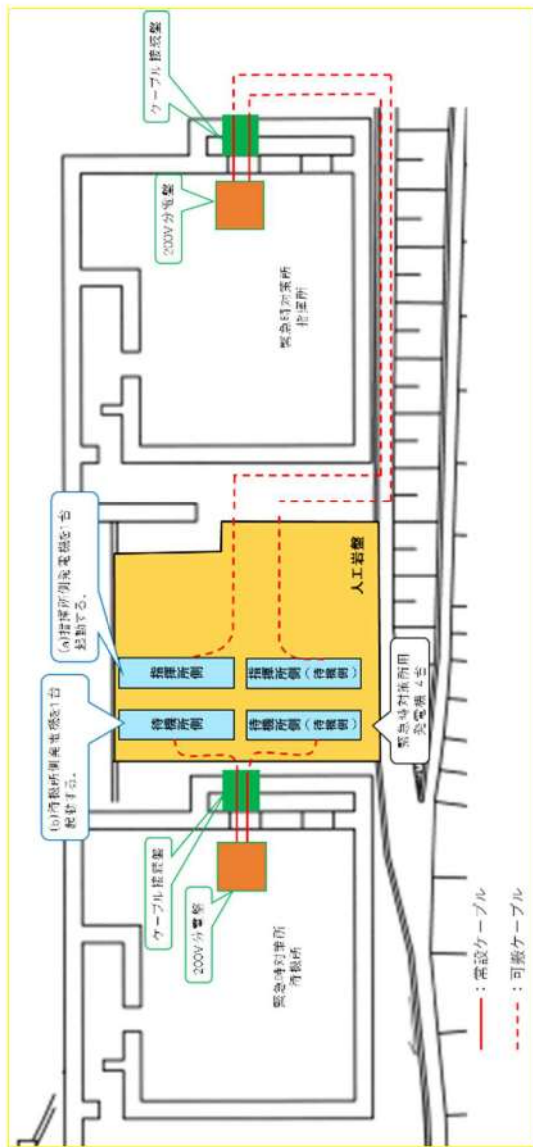 ケーブル接続盤
200V分電盤
緊急時対策所
指揮所
(a)指揮所側発電機を1台
起動する。
(b)待機所側発電機を1台
起動する。
指揮所側
指揮所側(待機側)
待機所側
待機所側(待機側)
人工岩盤
緊急時対策所用
発電機 4台
ケーブル接続盤
200V分電盤
緊急時対策所
待機所
：常設ケーブル
：可搬ケーブル